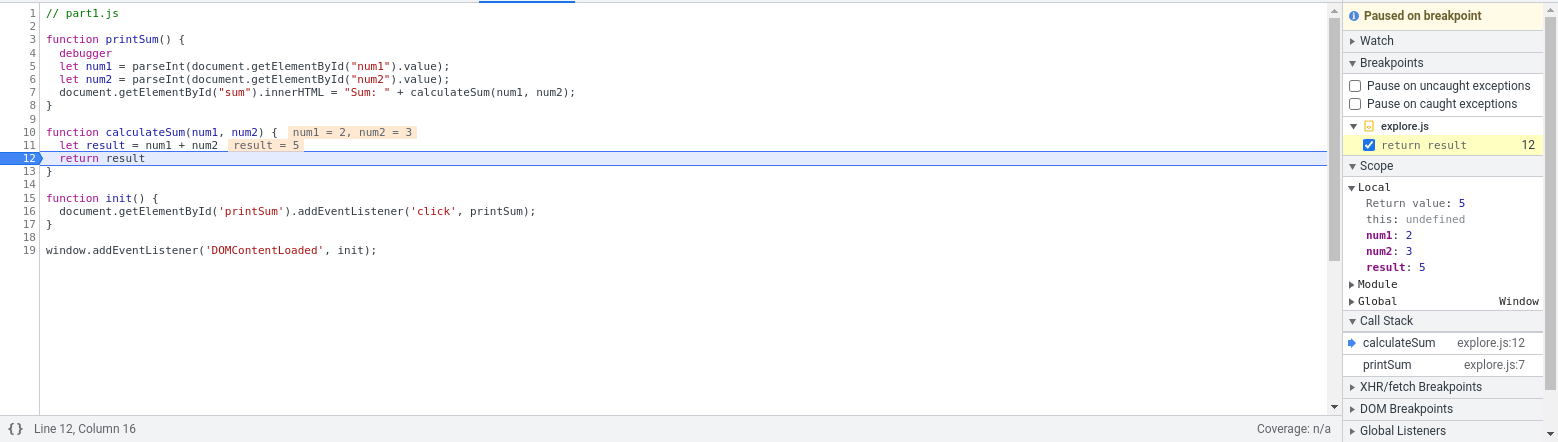 1 // part1.js
2
3 function printSum() {
4   debugger
5   let num1 = parseInt(document.getElementById("num1").value);
6   let num2 = parseInt(document.getElementById("num2").value);
7   document.getElementById("sum").innerHTML = "Sum: " + calculateSum(num1, num2);
8 }
9
10 function calculateSum(num1, num2) { num1 = 2, num2 = 3
11   let result = num1 + num2 result = 5
12   return result
13 }
14
15 function init() {
16   document.getElementById('printSum').addEventListener('click', printSum);
17 }
18
19 window.addEventListener('DOMContentLoaded', init);
{} Line 12, Column 16 Coverage: n/a
Paused on breakpoint
Watch
Breakpoints
Pause on uncaught exceptions
Pause on caught exceptions
explore.js
return result 12
Scope
Local
Return value: 5
this: undefined
num1: 2
num2: 3
result: 5
Module
Global Window
Call Stack
calculateSum explore.js:12
printSum explore.js:7
XHR/fetch Breakpoints
DOM Breakpoints
Global Listeners